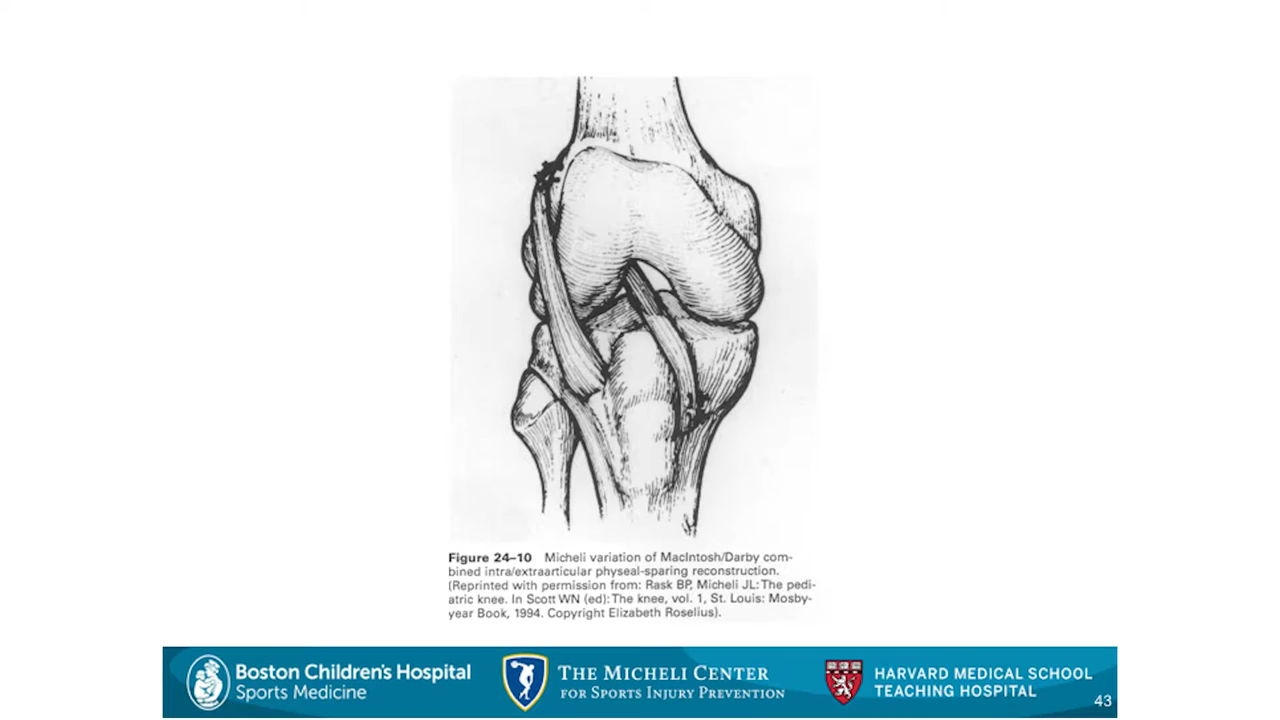 Figure 24–10 Micheli variation of MacIntosh/Darby com-
bined intra/extraarticular physeal-sparing reconstruction.
(Reprinted with permission from: Rask BP, Micheli JL: The pedi-
atric knee. In Scott WN (ed): The knee, vol. 1, St. Louis: Mosby-
year Book, 1994. Copyright Elizabeth Roselius).
Boston Children's Hospital
Sports Medicine
THE MICHELI CENTER
FOR SPORTS INJURY PREVENTION
HARVARD MEDICAL SCHOOL
TEACHING HOSPITAL
43